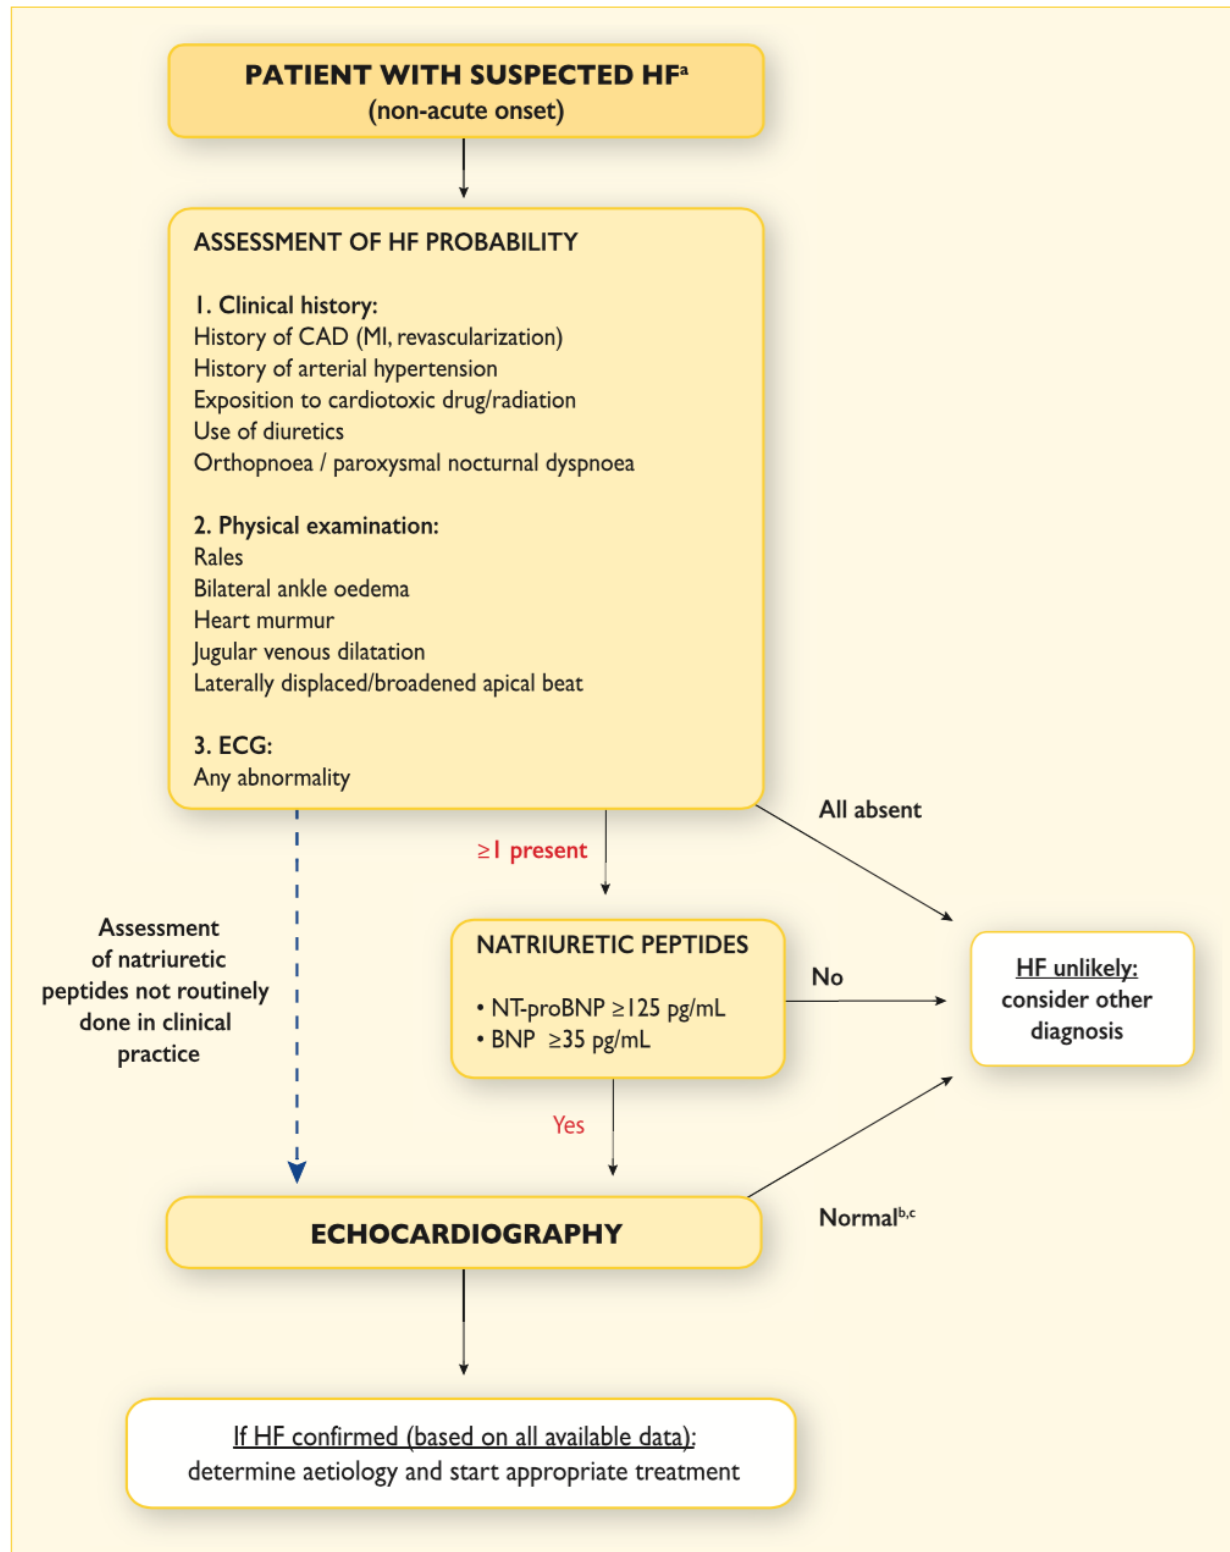 PATIENT WITH SUSPECTED HFᵃ
(non-acute onset)
ASSESSMENT OF HF PROBABILITY
1. Clinical history:
History of CAD (MI, revascularization)
History of arterial hypertension
Exposition to cardiotoxic drug/radiation
Use of diuretics
Orthopnoea / paroxysmal nocturnal dyspnoea
2. Physical examination:
Rales
Bilateral ankle oedema
Heart murmur
Jugular venous dilatation
Laterally displaced/broadened apical beat
3. ECG:
Any abnormality
All absent
≥1 present
Assessment
of natriuretic
peptides not routinely
done in clinical
practice
NATRIURETIC PEPTIDES
• NT-proBNP ≥125 pg/mL
• BNP ≥35 pg/mL
No
HF unlikely:
consider other
diagnosis
Yes
Normalᵇ,ᶜ
ECHOCARDIOGRAPHY
If HF confirmed (based on all available data):
determine aetiology and start appropriate treatment